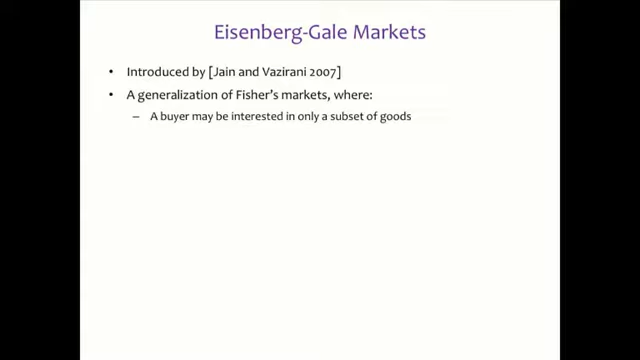 Eisenberg-Gale Markets
• Introduced by [Jain and Vazirani 2007]
• A generalization of Fisher's markets, where:
– A buyer may be interested in only a subset of goods